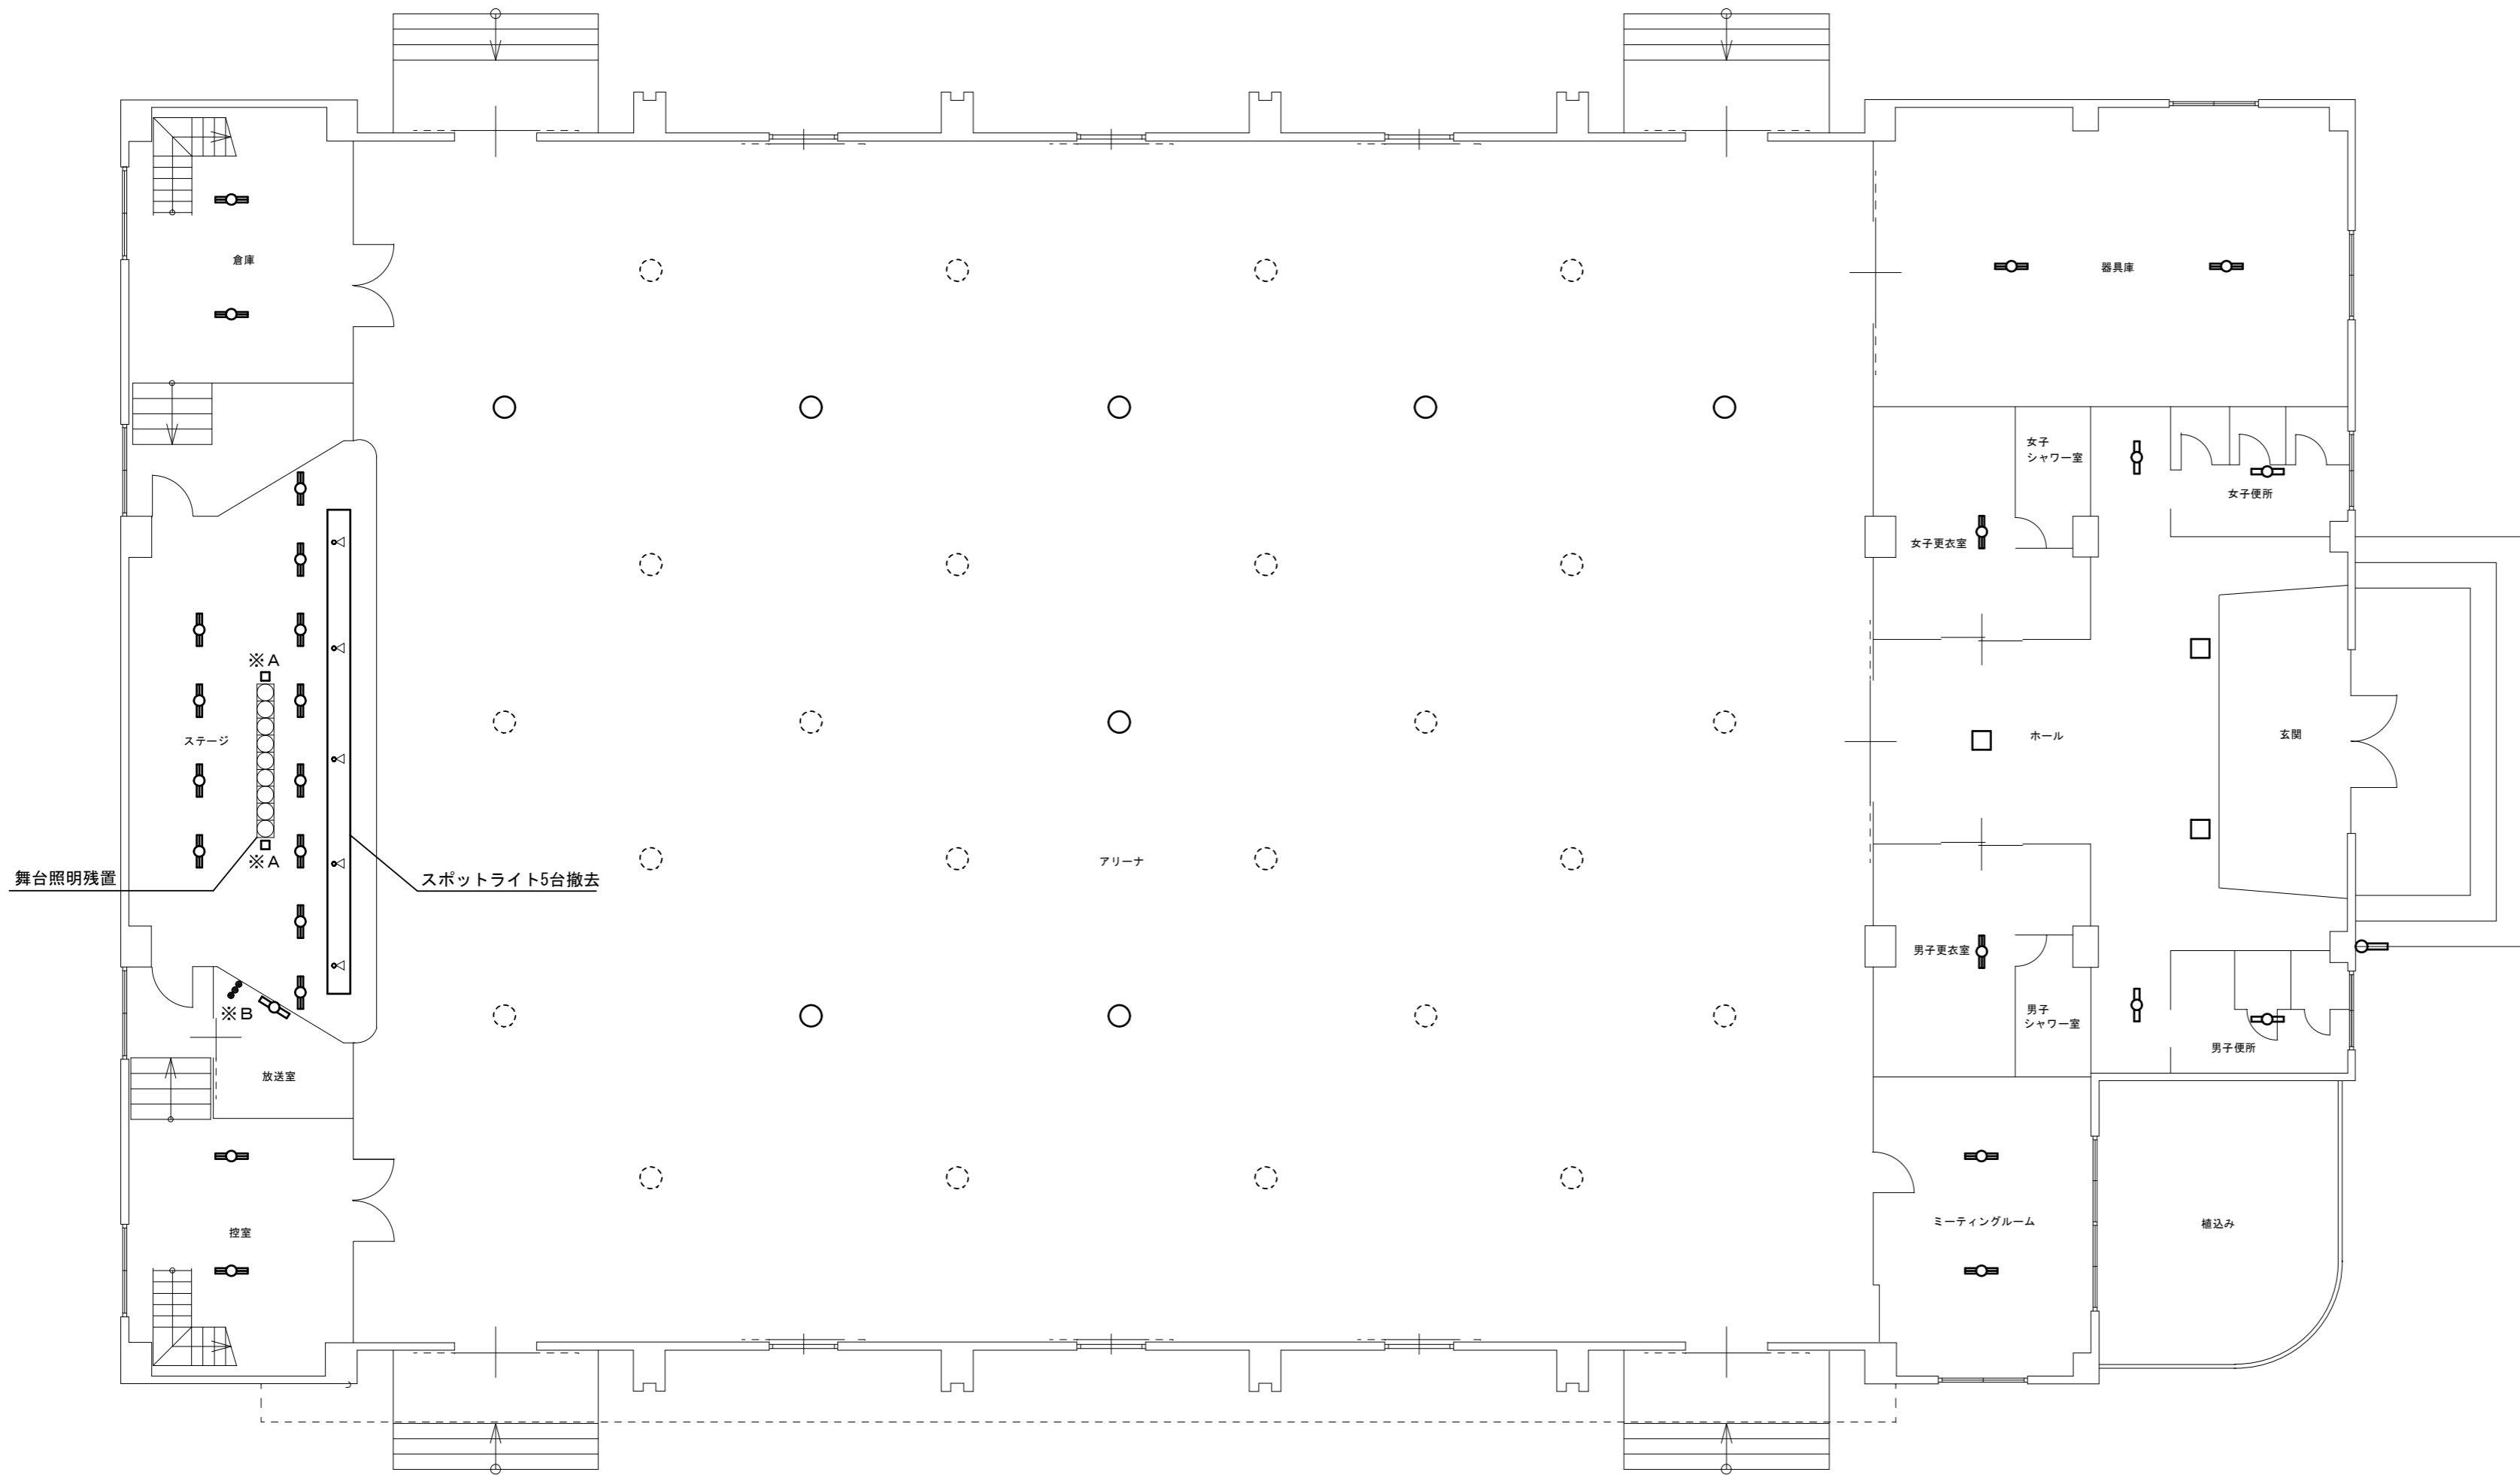 倉庫
器具庫
女子
シャワー室
女子便所
女子更衣室
※A
ステージ
ホール
玄関
※A
アリーナ
舞台照明残置
スポットライト5台撤去
男子更衣室
※B
男子
シャワー室
男子便所
放送室
控室
ミーティングルーム
植込み